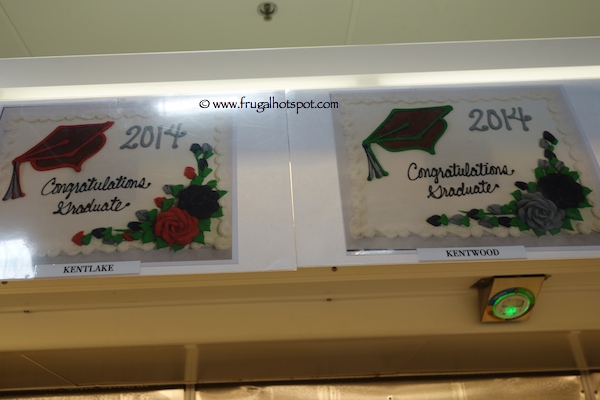 © www.frugalhotspot.com
2014
Congratulations
Graduate
KENTLAKE
2014
Congratulations
Graduate
KENTWOOD